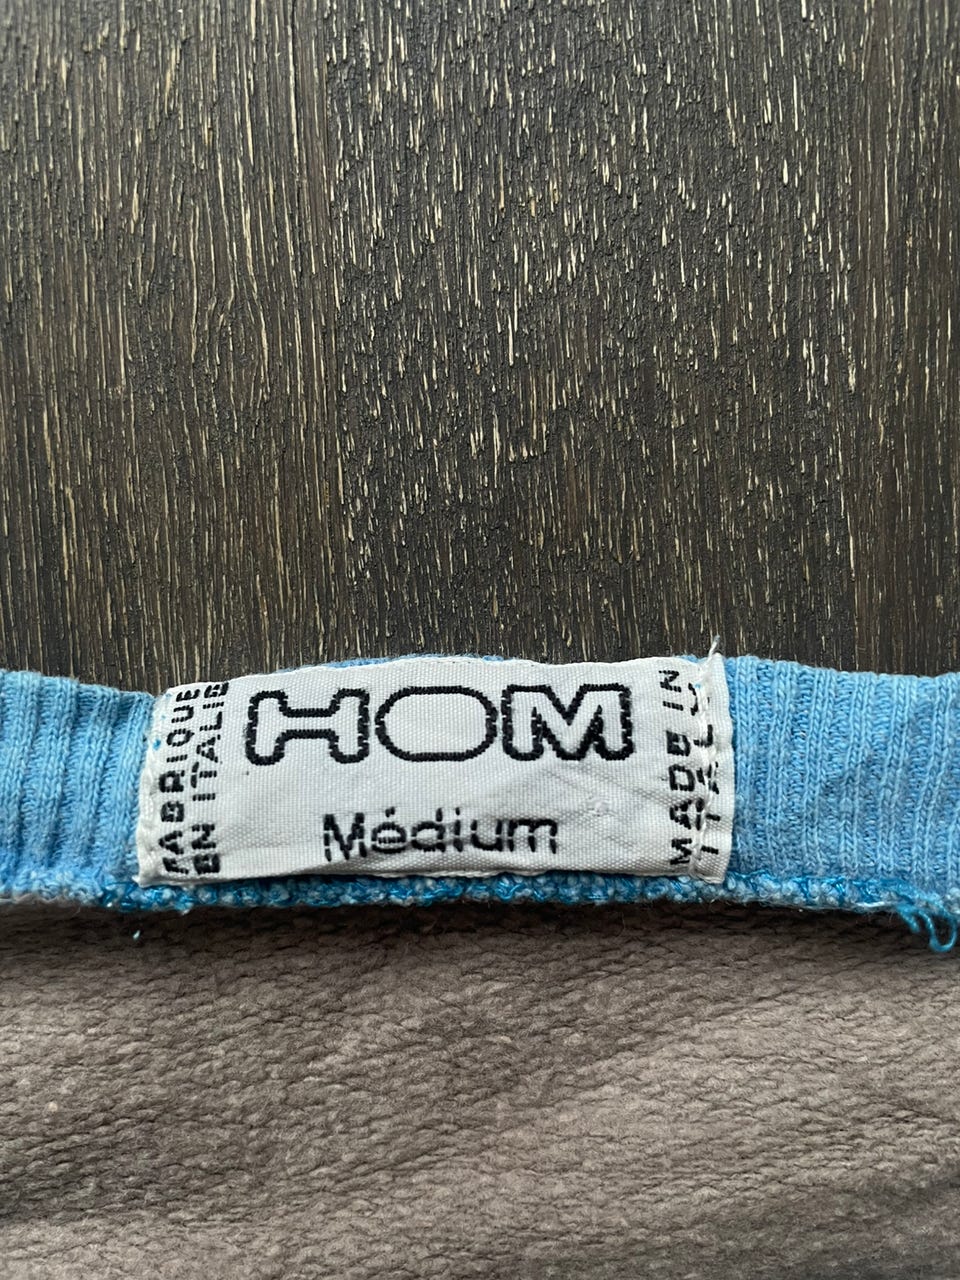 FABRIQUE
EN ITALIE
HOM
Médium
MADE IN
ITALY